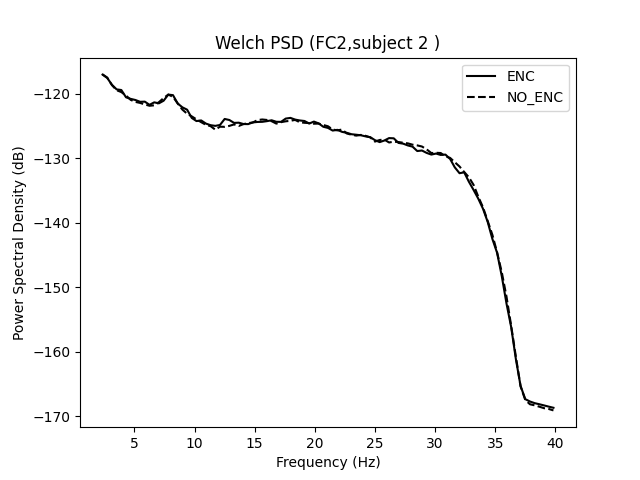 Welch PSD (FC2,subject 2 )
ENC
NO_ENC
Power Spectral Density (dB)
−120
−130
−140
−150
−160
−170
5 10 15 20 25 30 35 40
Frequency (Hz)